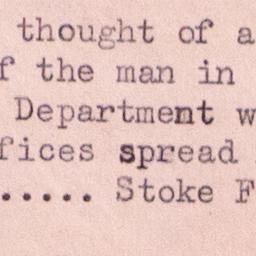 thought of a
f the man in
Department w
fices spread
..... Stoke F